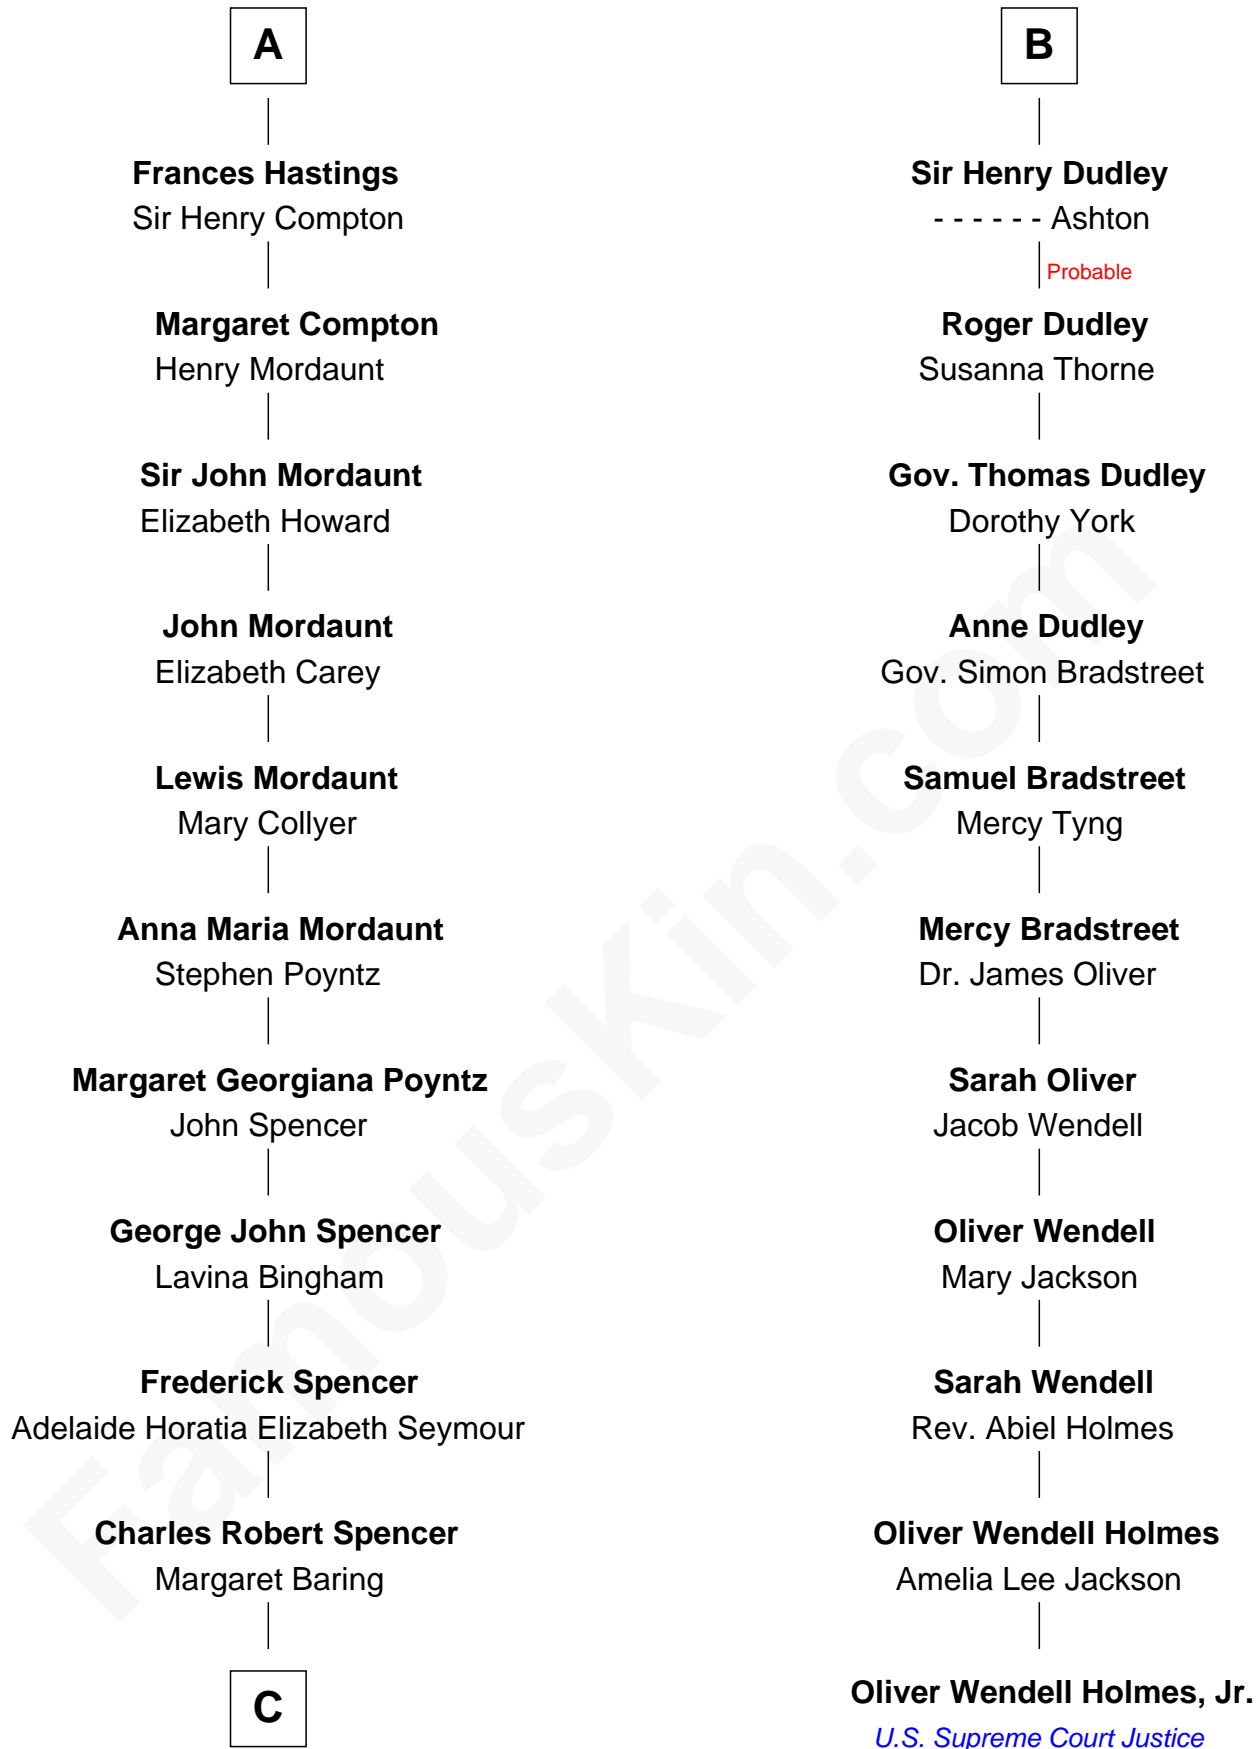 A
Frances Hastings
Sir Henry Compton
Margaret Compton
Henry Mordaunt
Sir John Mordaunt
Elizabeth Howard
John Mordaunt
Elizabeth Carey
Lewis Mordaunt
Mary Collyer
Anna Maria Mordaunt
Stephen Poyntz
Margaret Georgiana Poyntz
John Spencer
George John Spencer
Lavina Bingham
Frederick Spencer
Adelaide Horatia Elizabeth Seymour
Charles Robert Spencer
Margaret Baring
C
B
Sir Henry Dudley
- - - - - - Ashton
Probable
Roger Dudley
Susanna Thorne
Gov. Thomas Dudley
Dorothy York
Anne Dudley
Gov. Simon Bradstreet
Samuel Bradstreet
Mercy Tyng
Mercy Bradstreet
Dr. James Oliver
Sarah Oliver
Jacob Wendell
Oliver Wendell
Mary Jackson
Sarah Wendell
Rev. Abiel Holmes
Oliver Wendell Holmes
Amelia Lee Jackson
Oliver Wendell Holmes, Jr.
U.S. Supreme Court Justice
FamousKin.com